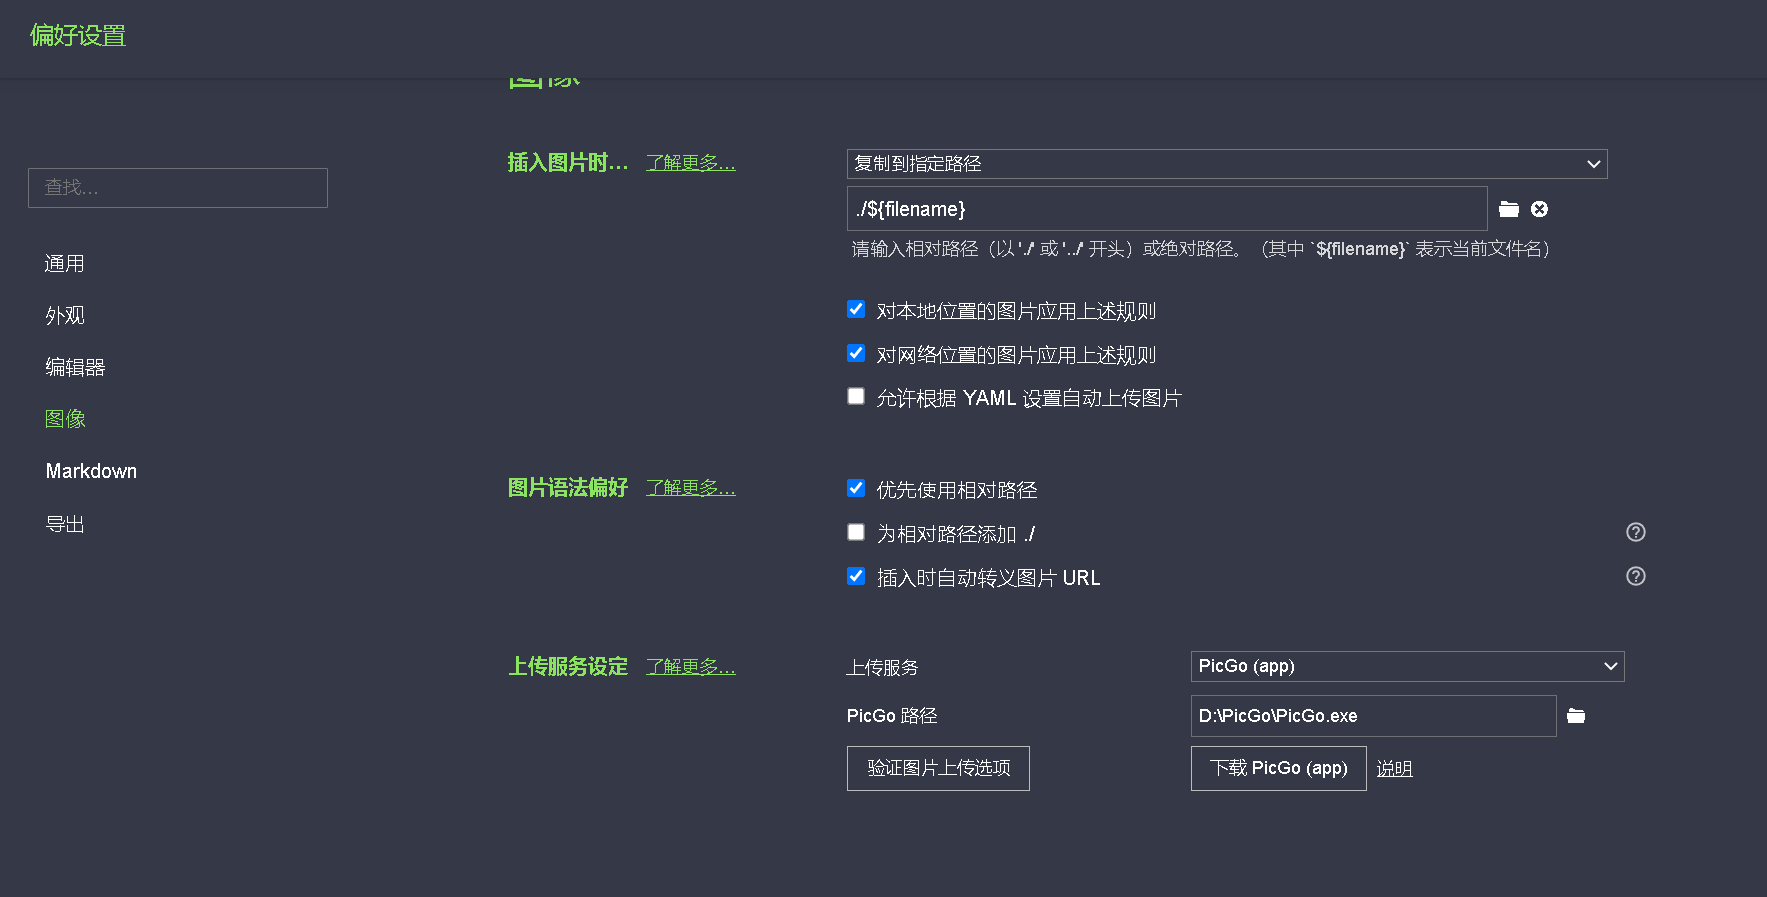 偏好设置
图像
查找...
通用
外观
编辑器
图像
Markdown
导出
插入图片时... 了解更多...
复制到指定路径
./${filename}
请输入相对路径（以 './' 或 '../' 开头）或绝对路径。（其中 `${filename}` 表示当前文件名）
对本地位置的图片应用上述规则
对网络位置的图片应用上述规则
允许根据 YAML 设置自动上传图片
图片语法偏好 了解更多...
优先使用相对路径
为相对路径添加 ./
插入时自动转义图片 URL
上传服务设定 了解更多...
上传服务 PicGo (app)
PicGo 路径 D:\PicGo\PicGo.exe
验证图片上传选项 下载 PicGo (app) 说明